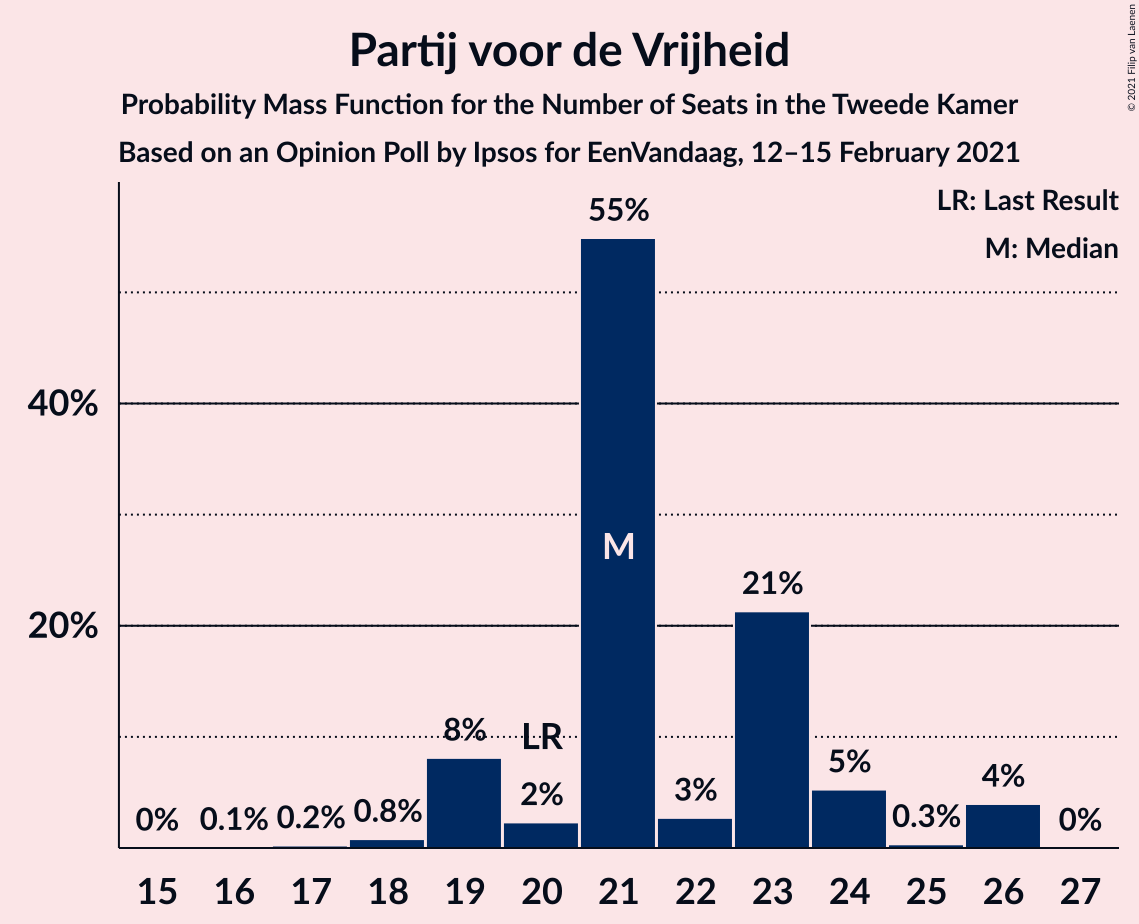 Partij voor de Vrijheid
Probability Mass Function for the Number of Seats in the Tweede Kamer
Based on an Opinion Poll by Ipsos for EenVandaag, 12–15 February 2021
© 2021 Filip van Laenen
LR: Last Result
M: Median
55%
40%
M
21%
20%
8%
LR
5%
4%
3%
2%
0%
0.1%
0.2%
0.8%
0.3%
0%
15 16 17 18 19 20 21 22 23 24 25 26 27